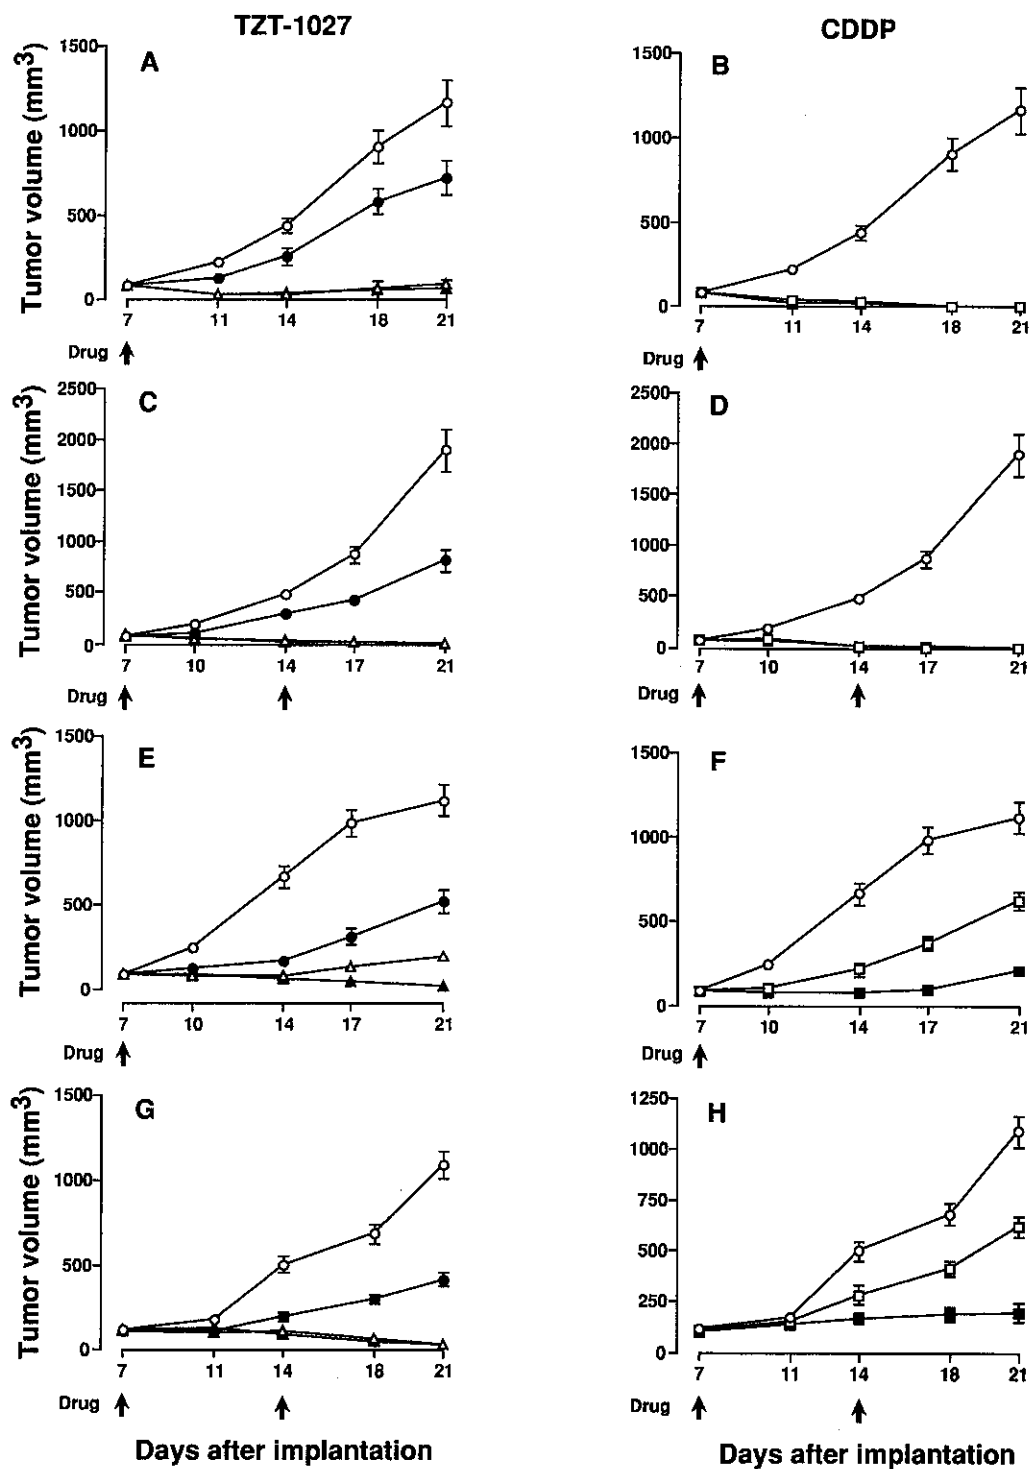 TZT-1027
CDDP
A
Tumor volume (mm3)
1500
1000
500
0
7 11 14 18 21
Drug
B
1500
1000
500
0
7 11 14 18 21
Drug
C
Tumor volume (mm3)
2500
2000
1500
1000
500
0
7 10 14 17 21
Drug
D
2500
2000
1500
1000
500
0
7 10 14 17 21
E
Tumor volume (mm3)
1500
1000
500
0
7 10 14 17 21
Drug
F
1500
1000
500
0
7 10 14 17 21
Drug
G
Tumor volume (mm3)
1500
1000
500
0
7 11 14 18 21
Drug
Days after implantation
H
1250
1000
750
500
250
0
7 11 14 18 21
Drug
Days after implantation